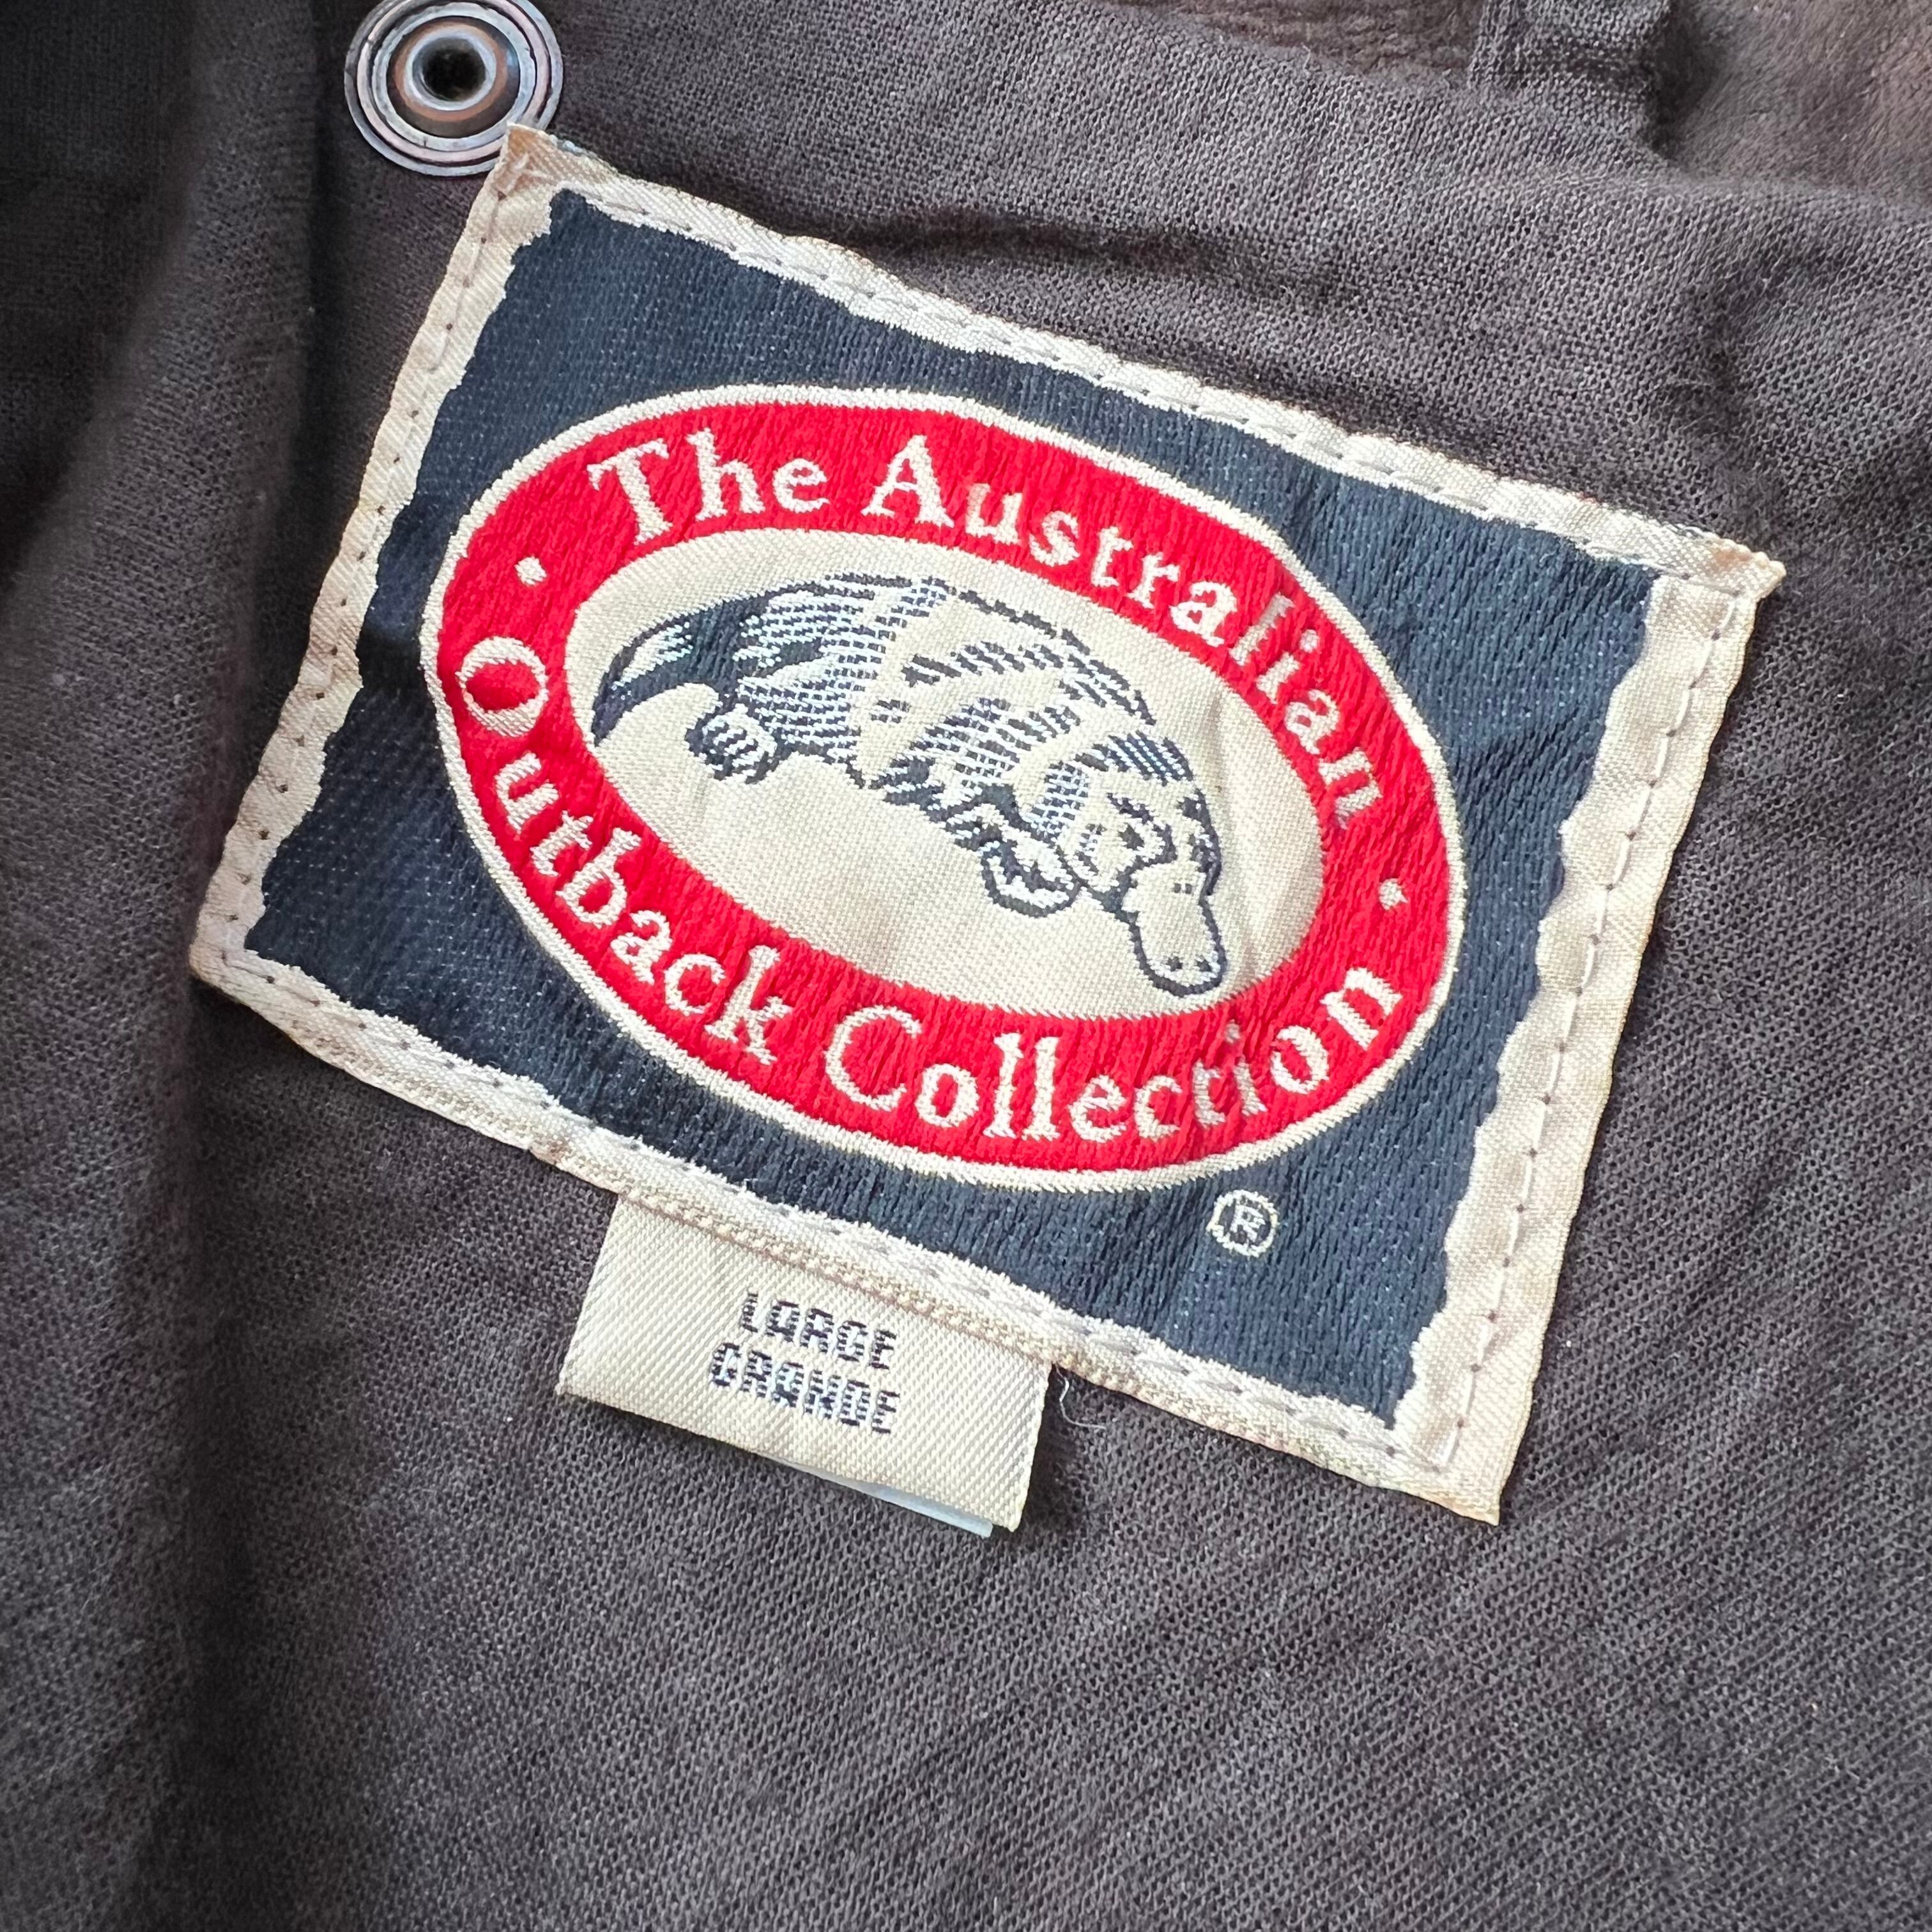 The Australian
Outback Collection
®
LARGE
GRANDE